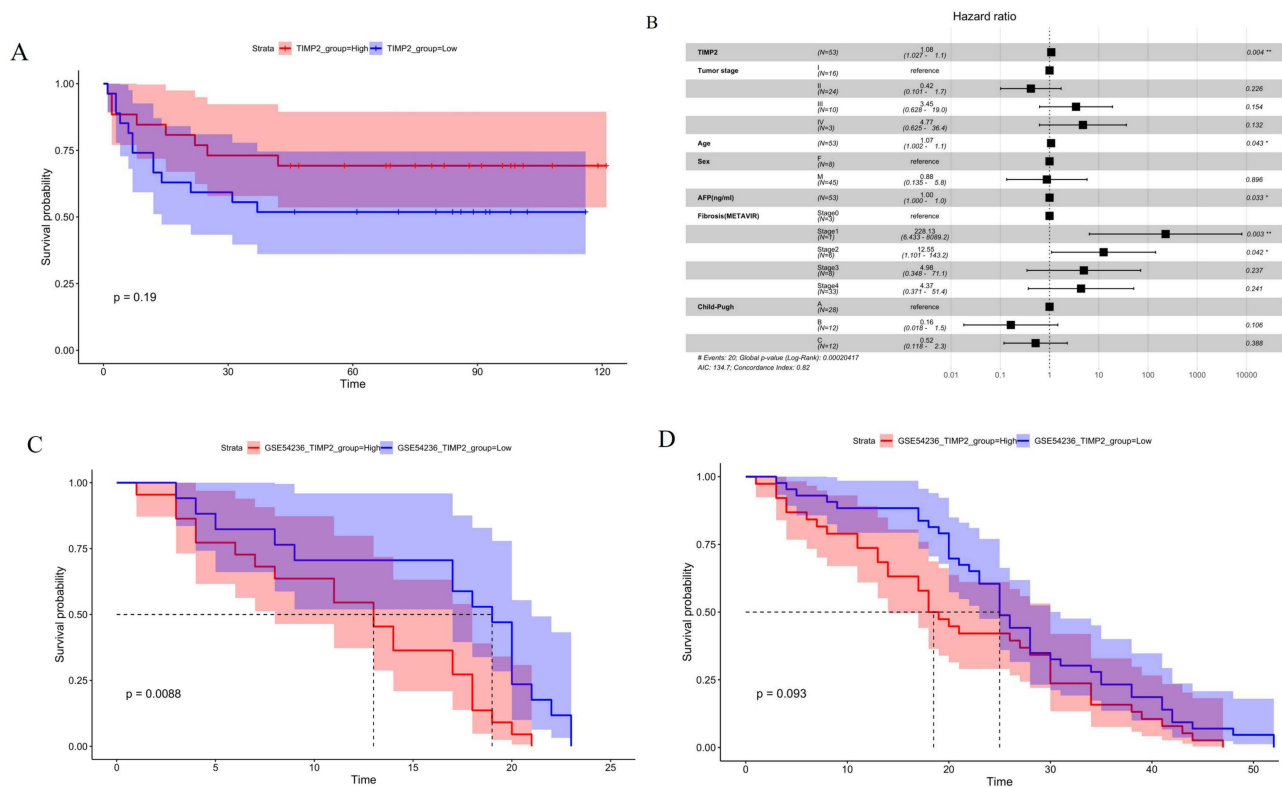 A
Strata TIMP2_group=High TIMP2_group=Low
Survival probability
1.00
0.75
0.50
0.25
0.00
p = 0.19
0 30 60 90 120
Time
B
Hazard ratio
TIMP2 (N=53) 1.08 (1.027 - 1.1) 0.004 **
Tumor stage I (N=16) reference
II (N=24) 0.42 (0.101 - 1.7) 0.226
III (N=10) 3.45 (0.628 - 19.0) 0.154
IV (N=3) 4.77 (0.625 - 36.4) 0.132
Age (N=53) 1.07 (1.002 - 1.1) 0.043 *
Sex F (N=8) reference
M (N=45) 0.88 (0.135 - 5.8) 0.896
AFP(ng/ml) (N=53) 1.00 (1.000 - 1.0) 0.033 *
Fibrosis(METAVIR) Stage0 (N=3) reference
Stage1 (N=1) 228.13 (6.433 - 8089.2) 0.003 **
Stage2 (N=6) 12.55 (1.101 - 143.2) 0.042 *
Stage3 (N=8) 4.98 (0.348 - 71.1) 0.237
Stage4 (N=33) 4.37 (0.371 - 51.4) 0.241
Child-Pugh A (N=28) reference
B (N=12) 0.16 (0.018 - 1.5) 0.106
C (N=12) 0.52 (0.118 - 2.3) 0.388
# Events: 20; Global p-value (Log-Rank): 0.00020417
AIC: 134.7; Concordance Index: 0.82
0.01 0.1 1 10 100 1000 10000
C
Strata GSE54236_TIMP2_group=High GSE54236_TIMP2_group=Low
Survival probability
1.00
0.75
0.50
0.25
0.00
p = 0.0088
0 5 10 15 20 25
Time
D
Strata GSE54236_TIMP2_group=High GSE54236_TIMP2_group=Low
Survival probability
1.00
0.75
0.50
0.25
0.00
p = 0.093
0 10 20 30 40 50
Time